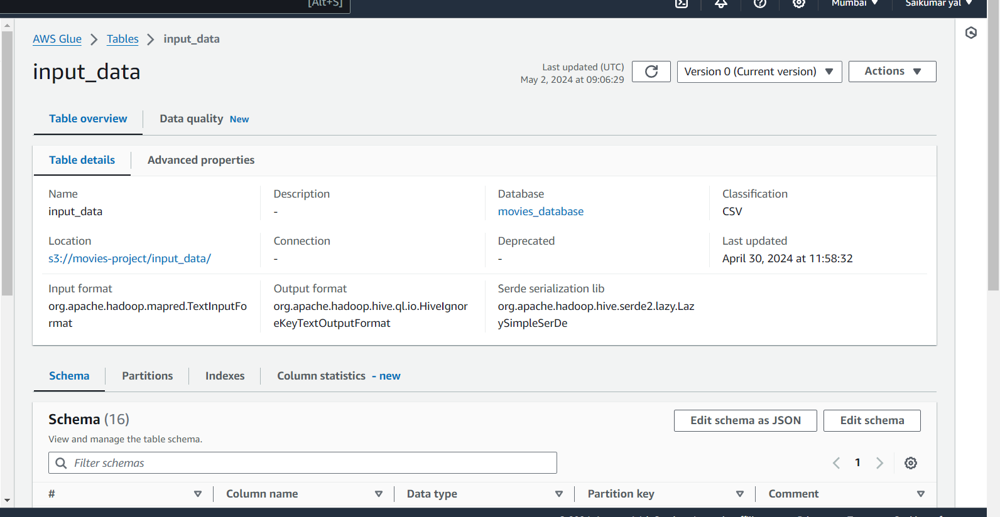 [Alt+S]
Mumbai
Saikumar yal
AWS Glue
Tables
input_data
input_data
Last updated (UTC)
May 2, 2024 at 09:06:29
Version 0 (Current version)
Actions
Table overview
Data quality New
Table details
Advanced properties
Name
input_data
Description
-
Database
movies_database
Classification
CSV
Location
s3://movies-project/input_data/
Connection
-
Deprecated
-
Last updated
April 30, 2024 at 11:58:32
Input format
org.apache.hadoop.mapred.TextInputFo
rmat
Output format
org.apache.hadoop.hive.ql.io.HiveIgnor
eKeyTextOutputFormat
Serde serialization lib
org.apache.hadoop.hive.serde2.lazy.Laz
ySimpleSerDe
Schema
Partitions
Indexes
Column statistics - new
Schema (16)
View and manage the table schema.
Edit schema as JSON
Edit schema
Filter schemas
1
#
Column name
Data type
Partition key
Comment